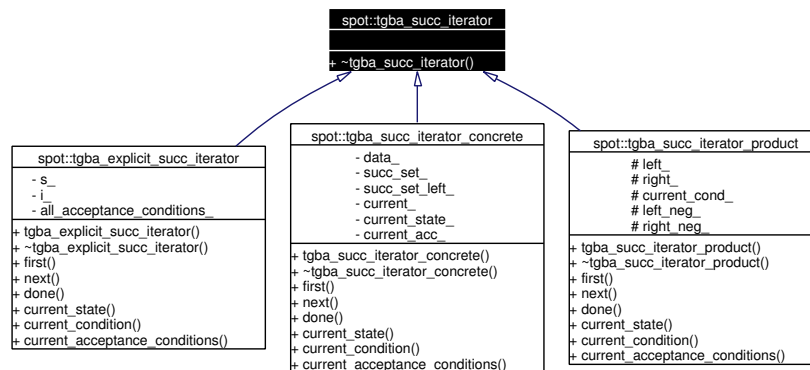 spot::tgba_succ_iterator
+ ~tgba_succ_iterator()
spot::tgba_explicit_succ_iterator
- s_
- i_
- all_acceptance_conditions_
+ tgba_explicit_succ_iterator()
+ ~tgba_explicit_succ_iterator()
+ first()
+ next()
+ done()
+ current_state()
+ current_condition()
+ current_acceptance_conditions()
spot::tgba_succ_iterator_concrete
- data_
- succ_set_
- succ_set_left_
- current_
- current_state_
- current_acc_
+ tgba_succ_iterator_concrete()
+ ~tgba_succ_iterator_concrete()
+ first()
+ next()
+ done()
+ current_state()
+ current_condition()
+ current_acceptance_conditions()
spot::tgba_succ_iterator_product
# left_
# right_
# current_cond_
# left_neg_
# right_neg_
+ tgba_succ_iterator_product()
+ ~tgba_succ_iterator_product()
+ first()
+ next()
+ done()
+ current_state()
+ current_condition()
+ current_acceptance_conditions()